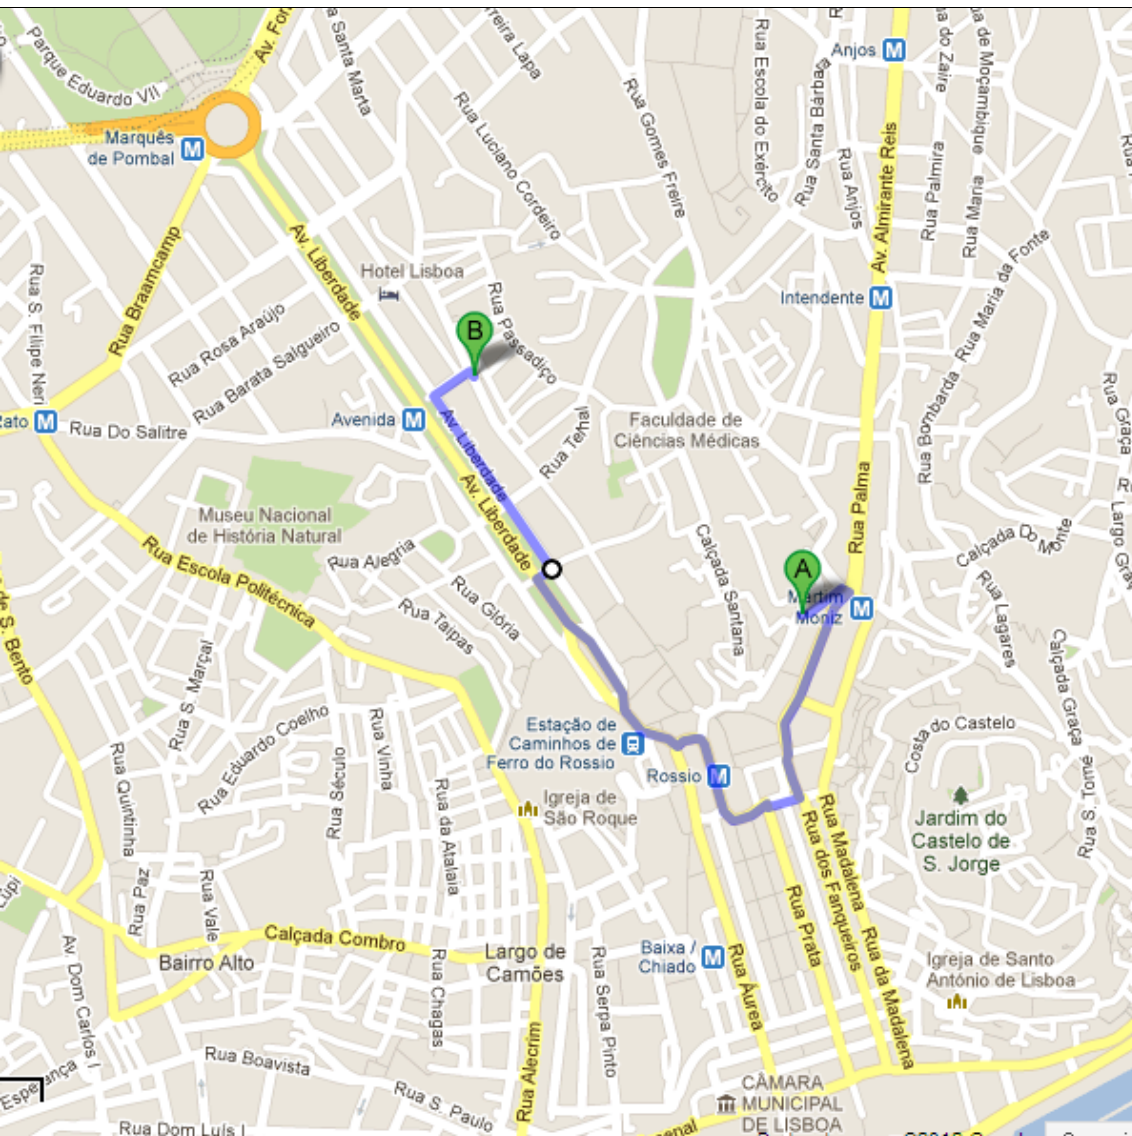 Parque Eduardo VII
Av. Fon
a Santa Marta
reira Lapa
Rua Luciano Cordeiro
Rua Gomes Freire
Rua Escola do Exército
Rua Santa Bárbara
Rua Anjos
Anjos
M
a do Zaire
a de Moçambique
Rua Palmira
Rua Maria
Av. Almirante Reis
Marquês
de Pombal
M
Rua Braamcamp
Av. Liberdade
Hotel Lisboa
Rua Passadiço
Intendente
M
Rua Maria da Fonte
Rua S. Filipe Neri
Rua Rosa Araújo
Rua Barata Salgueiro
B
Rato
M
Rua Do Salitre
Avenida
M
Av. Liberdade
Av. Liberdade
Faculdade de
Ciências Médicas
Rua Bombarda
Rua Graça
Rua Palma
Museu Nacional
de História Natural
Rua Alegria
Rua Escola Politécnica
Rua Glória
Rua Taipas
Calçada Santana
A
Martim
Moniz
M
Calçada Do Monte
Largo Gra
Rua Lagares
Calçada Graça
de S. Bento
Rua S. Marçal
Rua Eduardo Coelho
Rua Vinha
Rua Século
Rua Quintinha
Rua da Atalaia
Estação de
Caminhos de
Ferro do Rossio
Rossio
M
Igreja de
São Roque
Costa do Castelo
Jardim do
Castelo de
S. Jorge
Rua S. Tome
Rua Madalena
Rua dos Fanqueiros
Rua Prata
Rua da Madalena
Rua Paz
Rua Vale
Calçada Combro
Bairro Alto
Largo de
Camões
Baixa /
Chiado
M
Rua Áurea
Igreja de Santo
António de Lisboa
Av. Dom Carlos I
Rua Chagas
Rua Serpa Pinto
Rua Alecrim
Rua Boavista
Rua S. Paulo
Rua Dom Luís I
Esperança
CÂMARA
MUNICIPAL
DE LISBOA